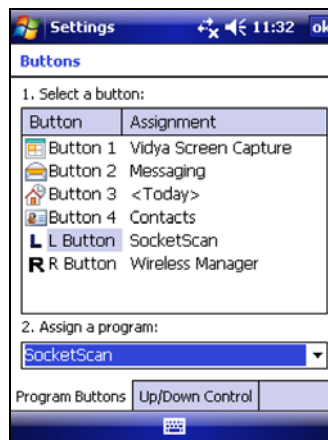 Settings 11:32 ok
Buttons
1. Select a button:
Button Assignment
Button 1 Vidya Screen Capture
Button 2 Messaging
Button 3 <Today>
Button 4 Contacts
L L Button SocketScan
R R Button Wireless Manager
2. Assign a program:
SocketScan
Program Buttons Up/Down Control